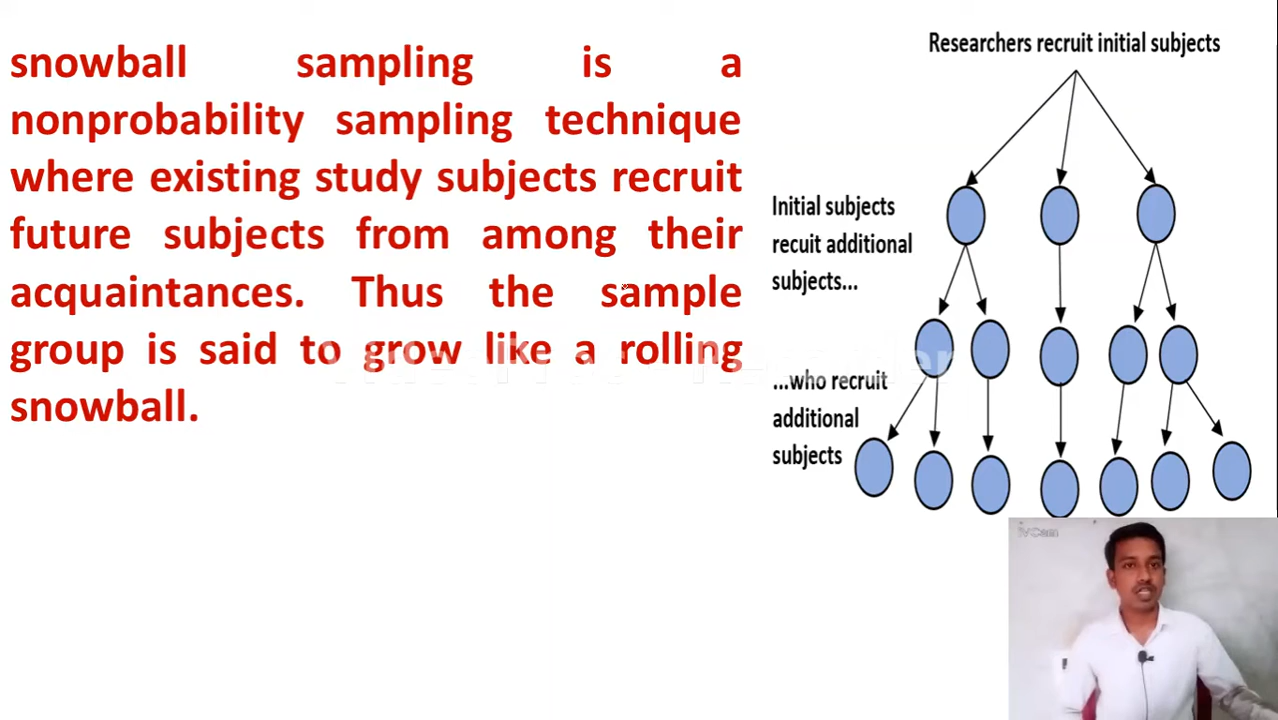 snowball sampling is a
nonprobability sampling technique
where existing study subjects recruit
future subjects from among their
acquaintances. Thus the sample
group is said to grow like a rolling
snowball.
Researchers recruit initial subjects
Initial subjects
recuit additional
subjects...
...who recruit
additional
subjects
iVCam